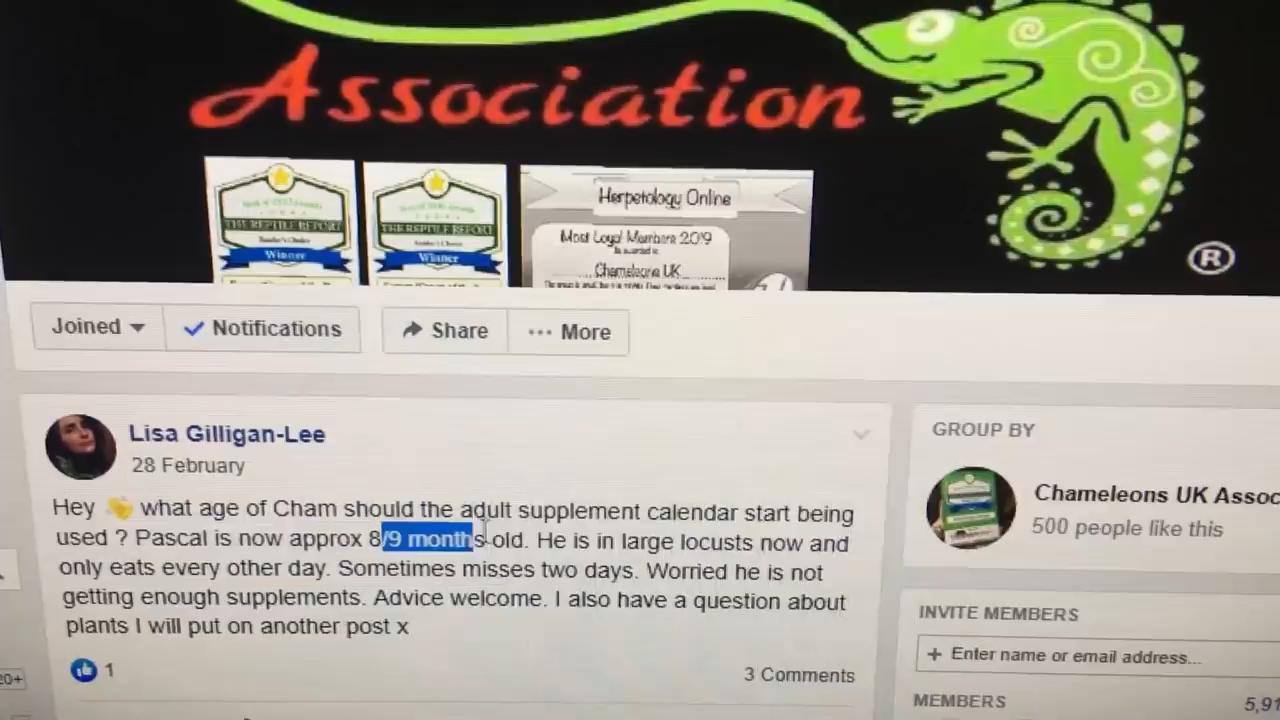 Association
THE REPTILE REPORT
Winner
THE REPTILE REPORT
Winner
Herpetology Online
Most Loyal Members 2019
Chameleons UK
®
Joined
Notifications
Share
More
Lisa Gilligan-Lee
28 February
Hey what age of Cham should the adult supplement calendar start being
used ? Pascal is now approx 8/9 months old. He is in large locusts now and
only eats every other day. Sometimes misses two days. Worried he is not
getting enough supplements. Advice welcome. I also have a question about
plants I will put on another post x
1
3 Comments
GROUP BY
Chameleons UK Assoc
500 people like this
INVITE MEMBERS
+ Enter name or email address...
MEMBERS
5,91
20+